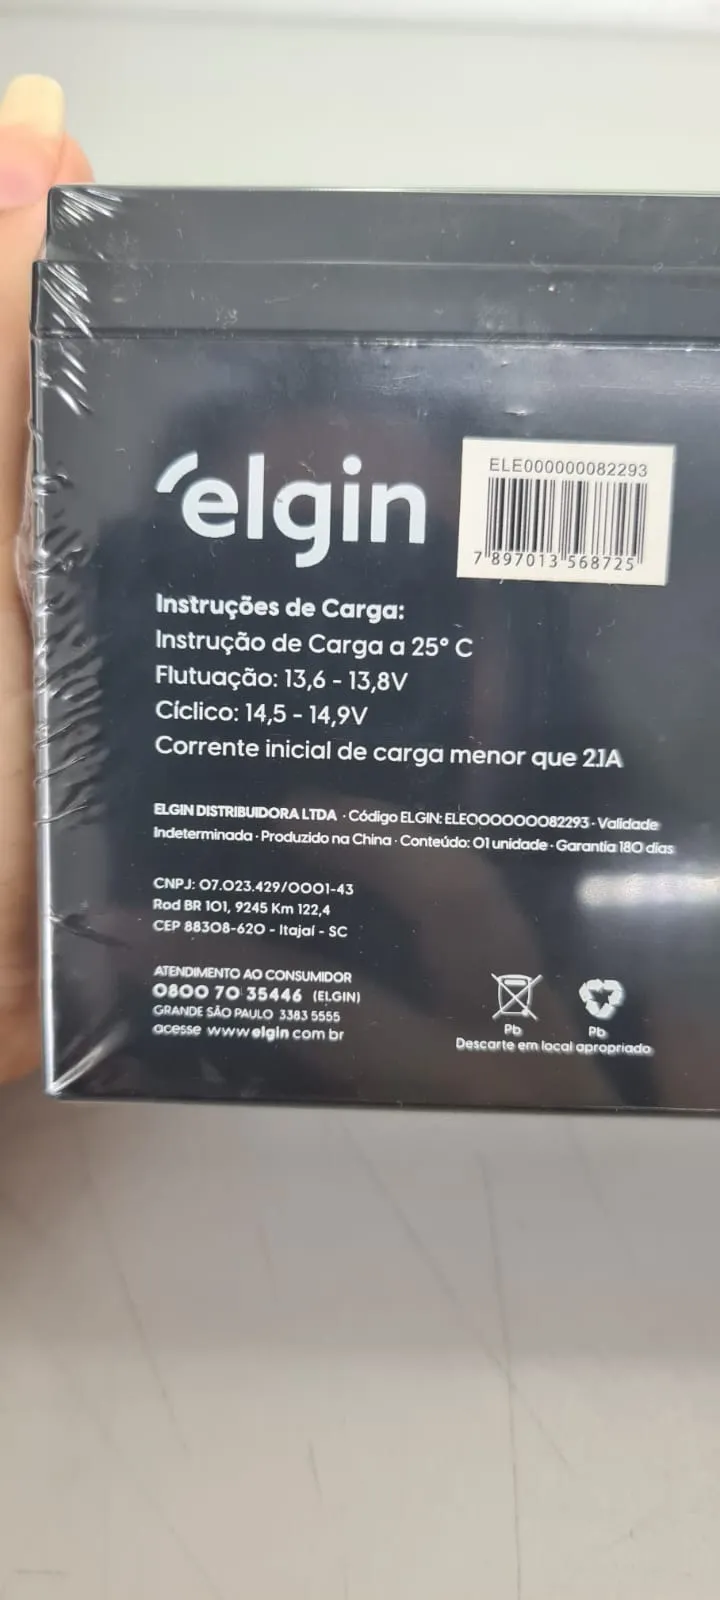 elgin
ELE000000082293
7 897013 568725
Instruções de Carga:
Instrução de Carga a 25° C
Flutuação: 13,6 - 13,8V
Cíclico: 14,5 - 14,9V
Corrente inicial de carga menor que 2.1A
ELGIN DISTRIBUIDORA LTDA · Código ELGIN: ELE000000082293 · Validade
Indeterminada · Produzido na China · Conteúdo: 01 unidade · Garantia 180 dias
CNPJ: 07.023.429/0001-43
Rod BR 101, 9245 Km 122,4
CEP 88308-620 - Itajaí - SC
ATENDIMENTO AO CONSUMIDOR
0800 70 35446 (ELGIN)
GRANDE SÃO PAULO 3383 5555
acesse www.elgin.com.br
Pb Pb
Descarte em local apropriado